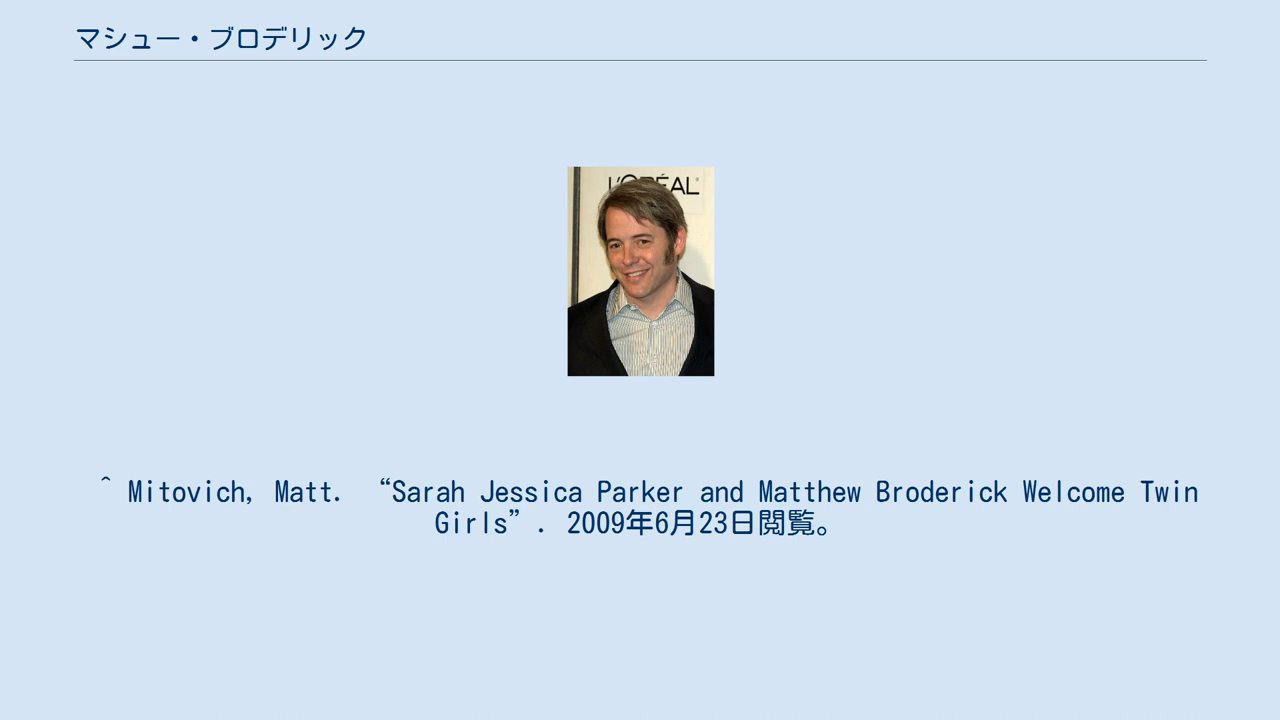 マシュー・ブロデリック
L'ORÉAL
^ Mitovich, Matt. “Sarah Jessica Parker and Matthew Broderick Welcome Twin
Girls”. 2009年6月23日閲覧。